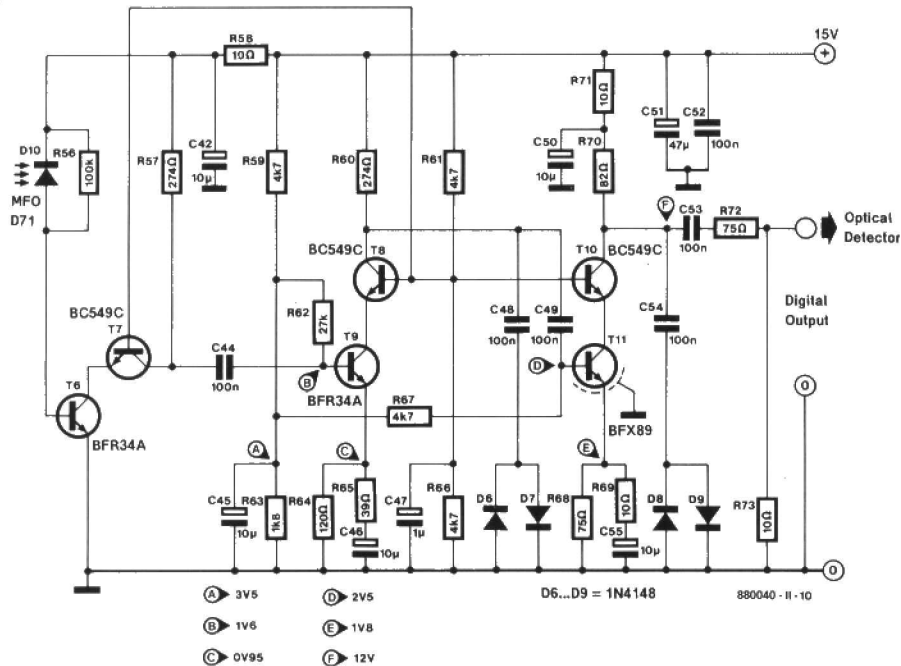 R58
10Ω
15V
+
D10
R56
100k
MFO
D71
R57
274Ω
C42
10µ
R59
4k7
R60
274Ω
R61
4k7
R71
10Ω
C50
10µ
R70
82Ω
C51
47µ
C52
100n
F
C53
100n
R72
75Ω
Optical
Detector
BC549C
T8
T10
BC549C
Digital
Output
BC549C
T7
R62
27k
C48
100n
C49
100n
C54
100n
T6
BFR34A
C44
100n
B
T9
BFR34A
D
T11
BFX89
R67
4k7
A
C
E
0
C45
10µ
R63
1k8
R64
120Ω
R65
39Ω
C46
10µ
C47
1µ
R66
4k7
D6
D7
R68
75Ω
R69
10Ω
C55
10µ
D8
D9
R73
10Ω
0
A 3V5
D 2V5
D6...D9 = 1N4148
880040 - II - 10
B 1V6
E 1V8
C 0V95
F 12V